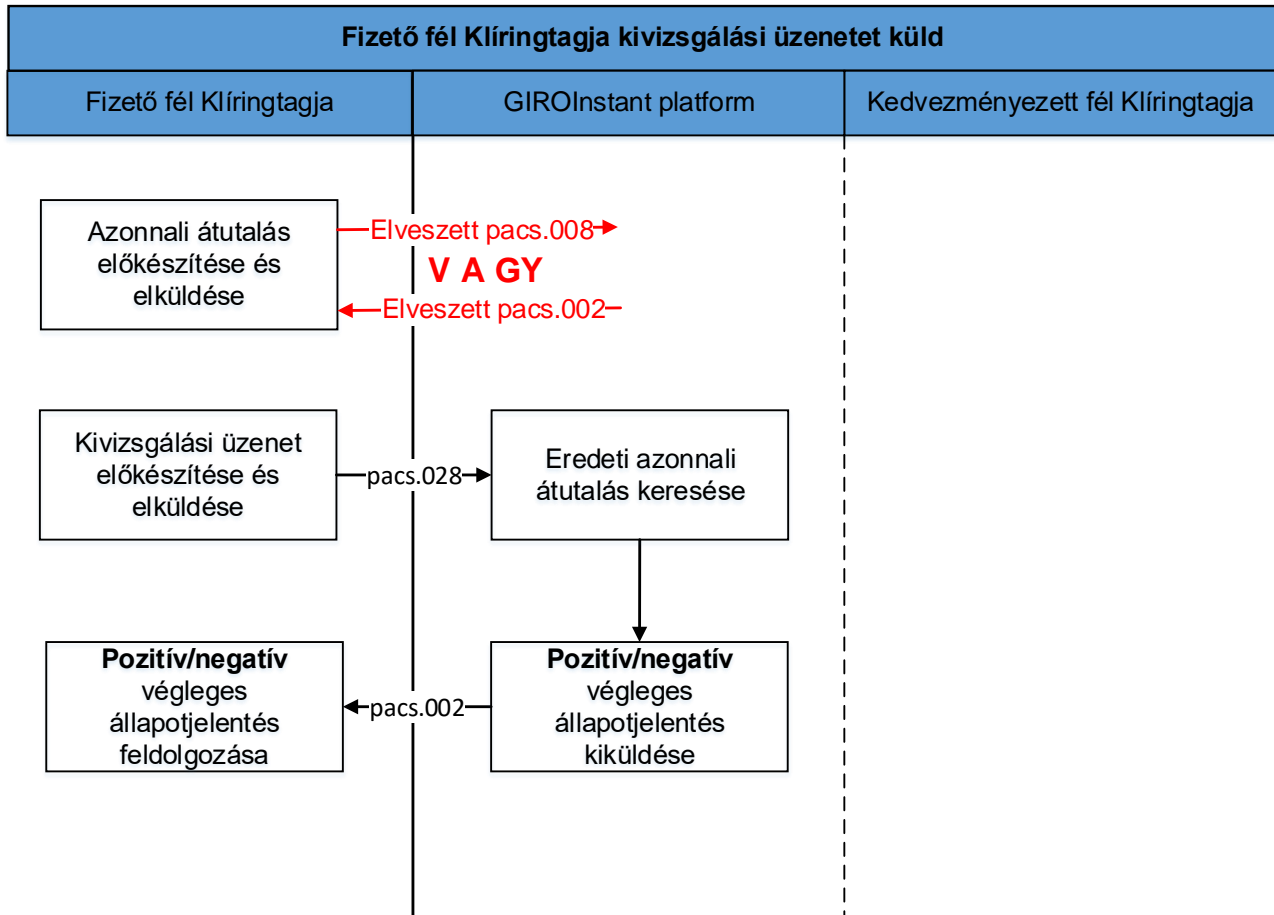 Fizető fél Klíringtagja kivizsgálási üzenetet küld
Fizető fél Klíringtagja
GIROInstant platform
Kedvezményezett fél Klíringtagja
Azonnali átutalás
előkészítése és
elküldése
Elveszett pacs.008
V A GY
Elveszett pacs.002
Kivizsgálási üzenet
előkészítése és
elküldése
pacs.028
Eredeti azonnali
átutalás keresése
Pozitív/negatív
végleges
állapotjelentés
feldolgozása
pacs.002
Pozitív/negatív
végleges
állapotjelentés
kiküldése